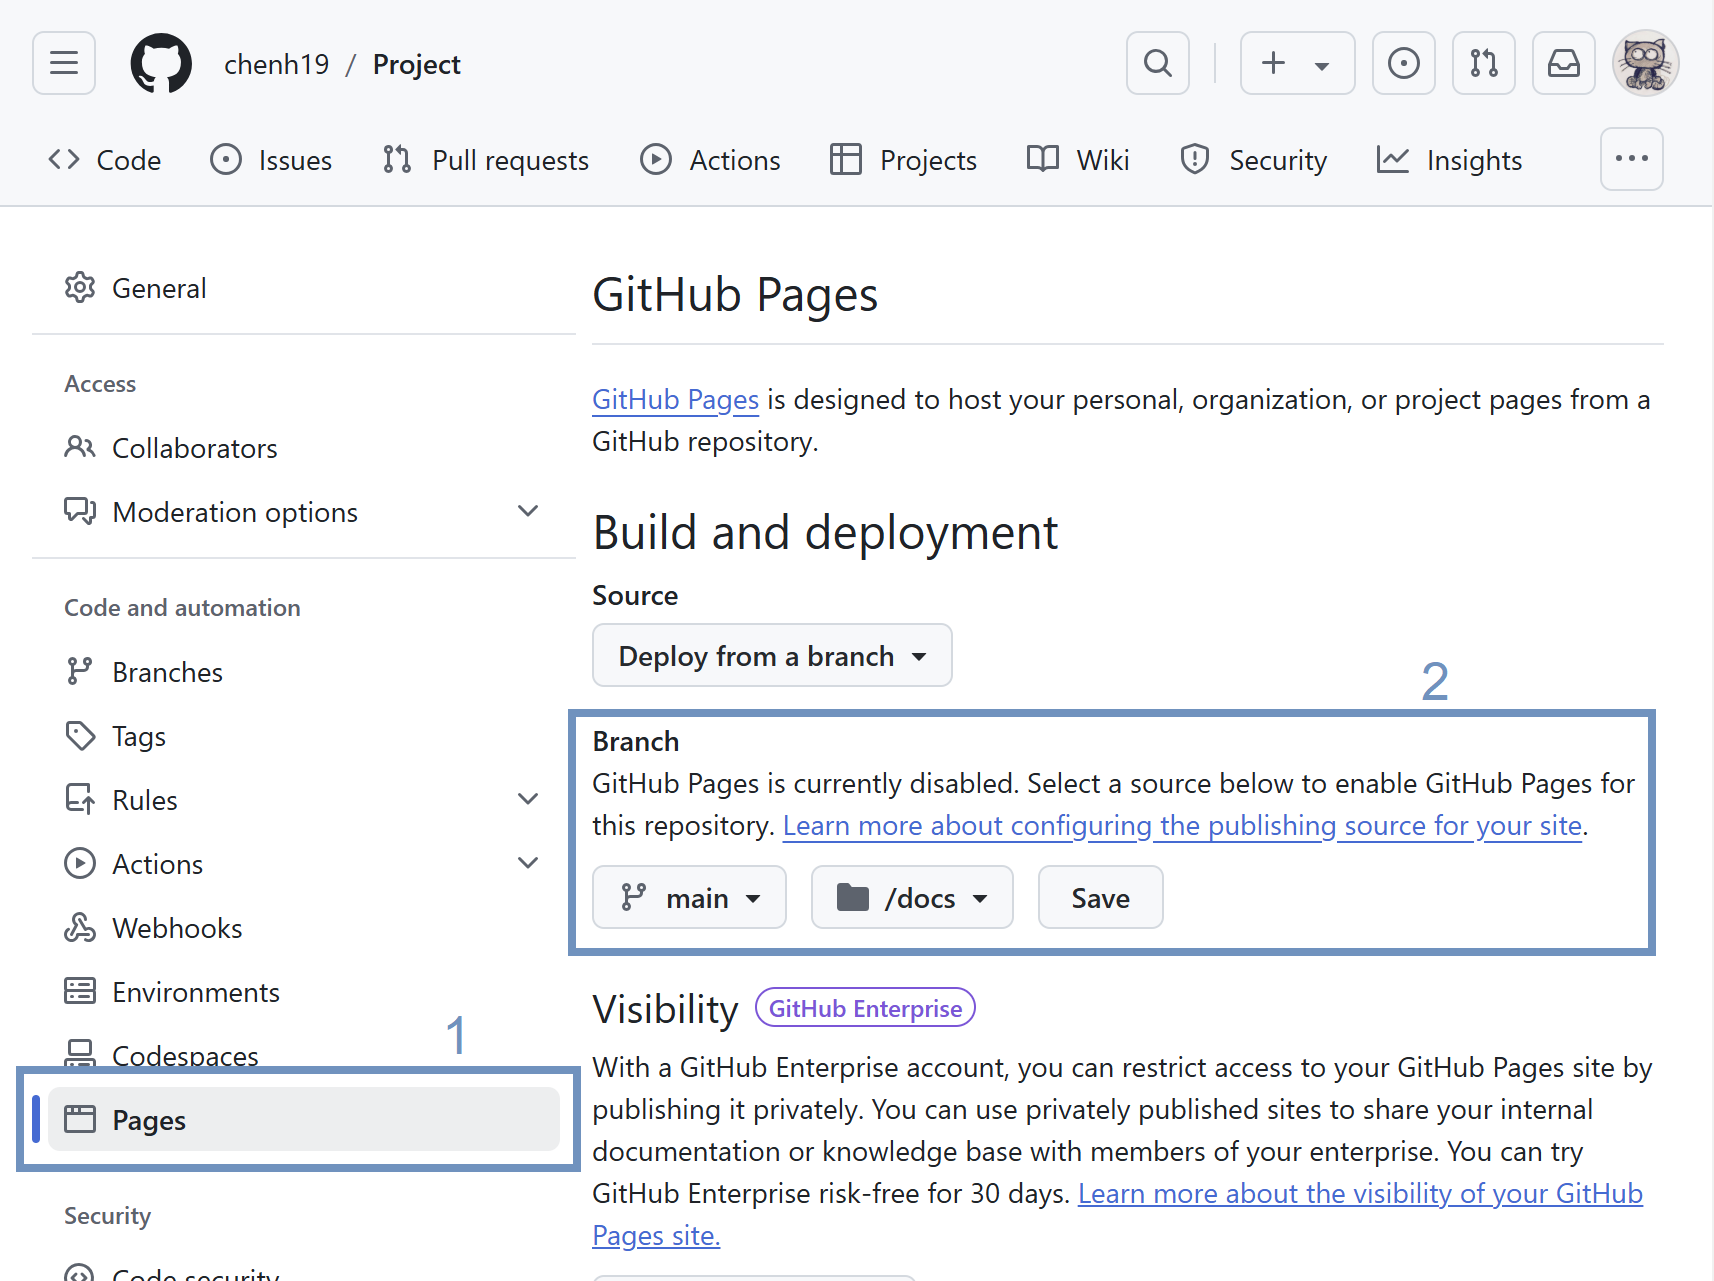 chenh19 / Project
Code
Issues
Pull requests
Actions
Projects
Wiki
Security
Insights
General
Access
Collaborators
Moderation options
Code and automation
Branches
Tags
Rules
Actions
Webhooks
Environments
Codespaces
1
Pages
Security
Code security
GitHub Pages
GitHub Pages is designed to host your personal, organization, or project pages from a
GitHub repository.
Build and deployment
Source
Deploy from a branch
2
Branch
GitHub Pages is currently disabled. Select a source below to enable GitHub Pages for
this repository. Learn more about configuring the publishing source for your site.
main
/docs
Save
Visibility GitHub Enterprise
With a GitHub Enterprise account, you can restrict access to your GitHub Pages site by
publishing it privately. You can use privately published sites to share your internal
documentation or knowledge base with members of your enterprise. You can try
GitHub Enterprise risk-free for 30 days. Learn more about the visibility of your GitHub
Pages site.